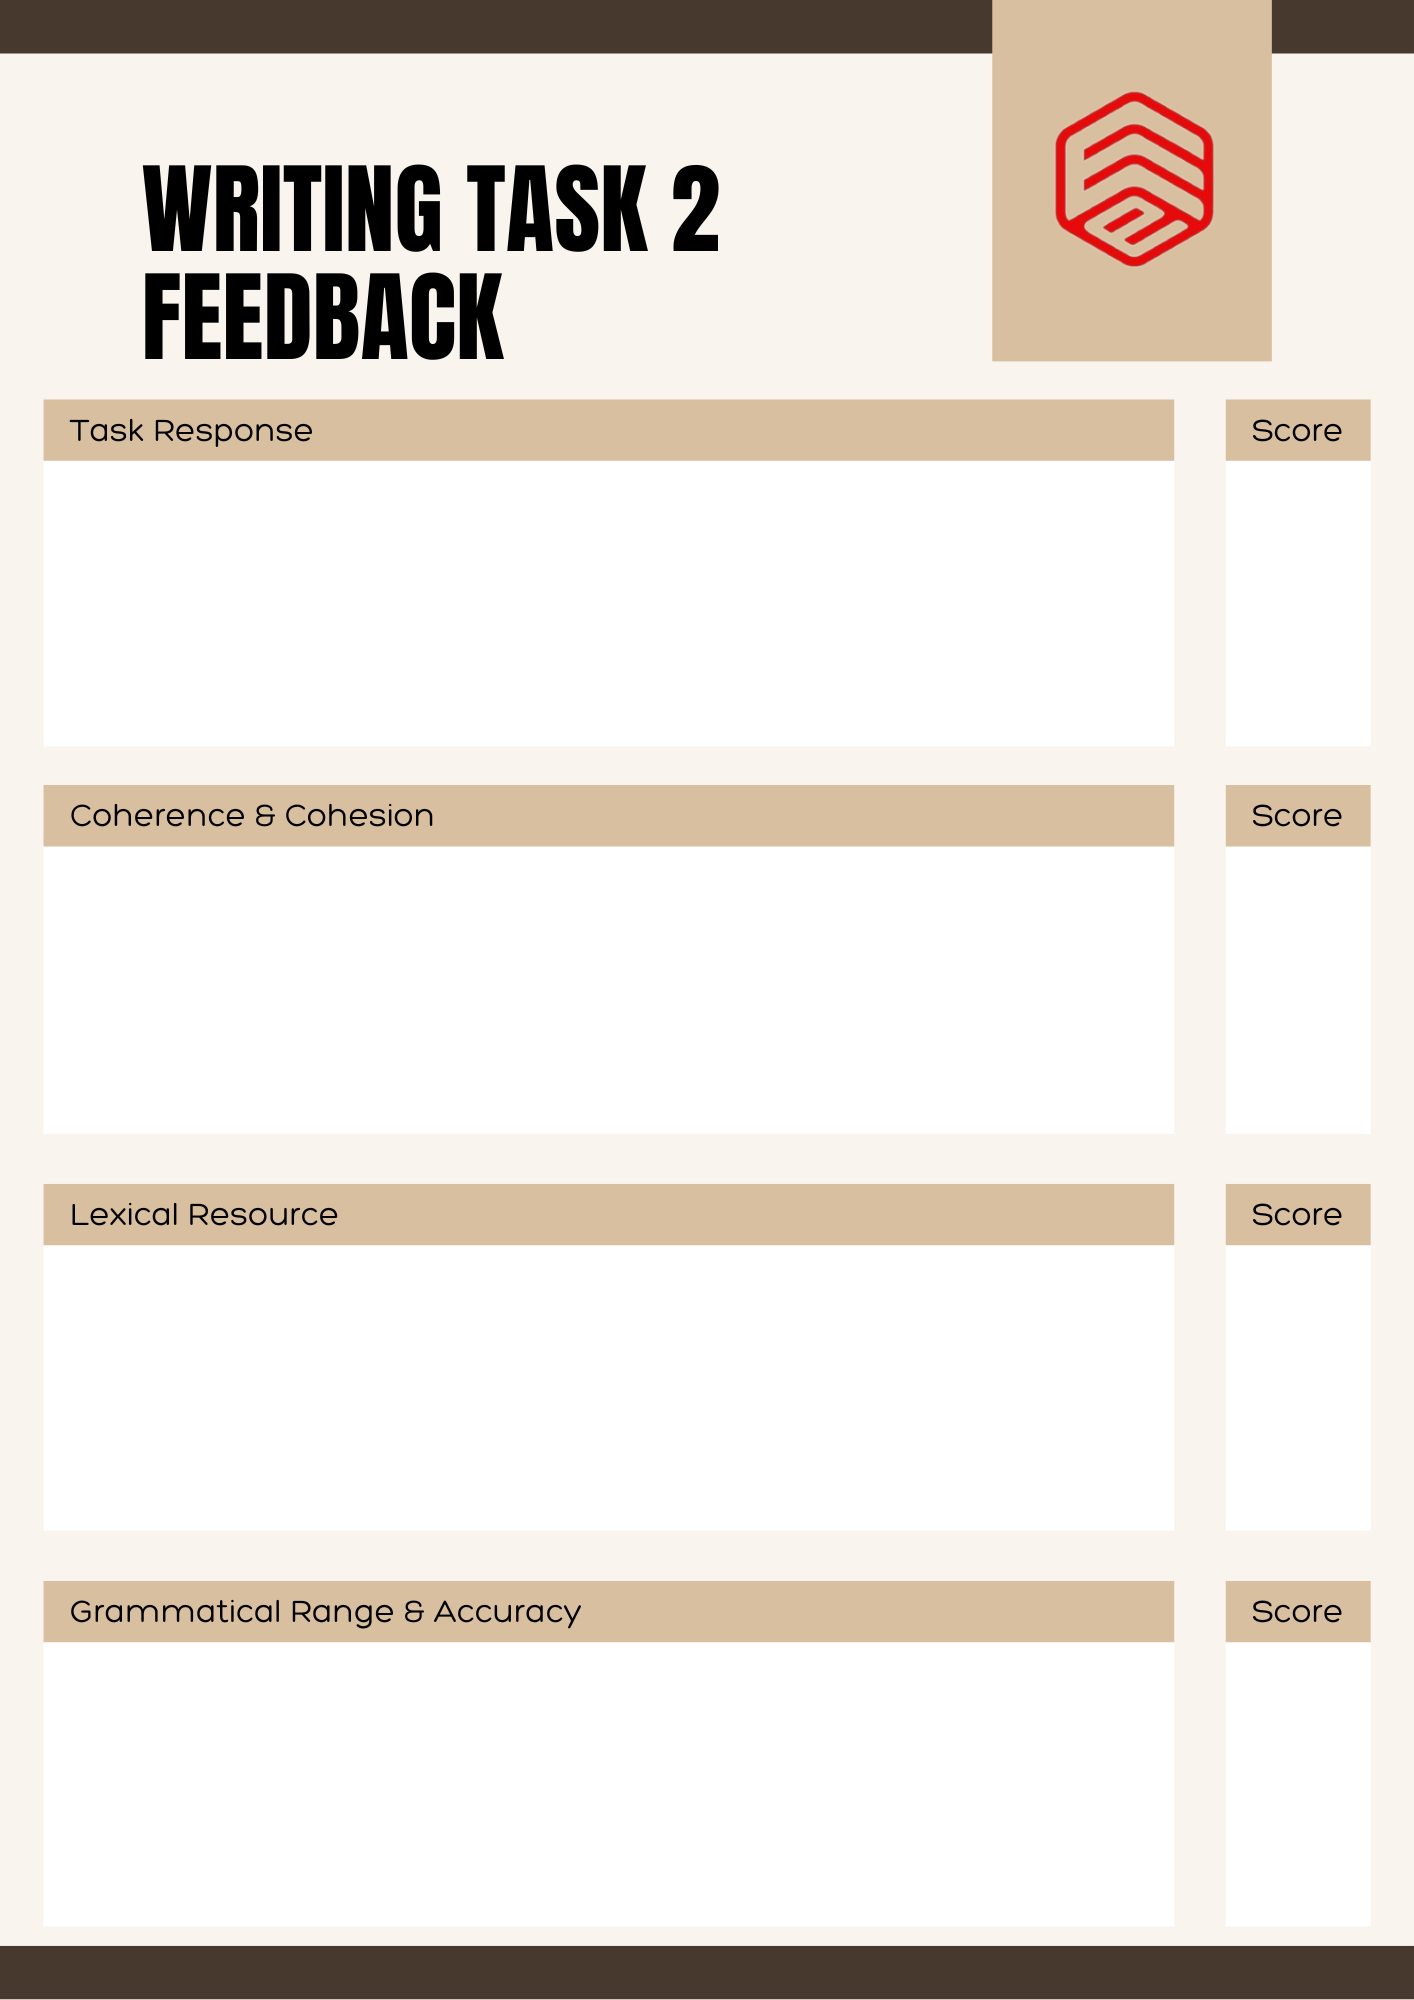 WRITING TASK 2
FEEDBACK
Task Response
Score
Coherence & Cohesion
Score
Lexical Resource
Score
Grammatical Range & Accuracy
Score